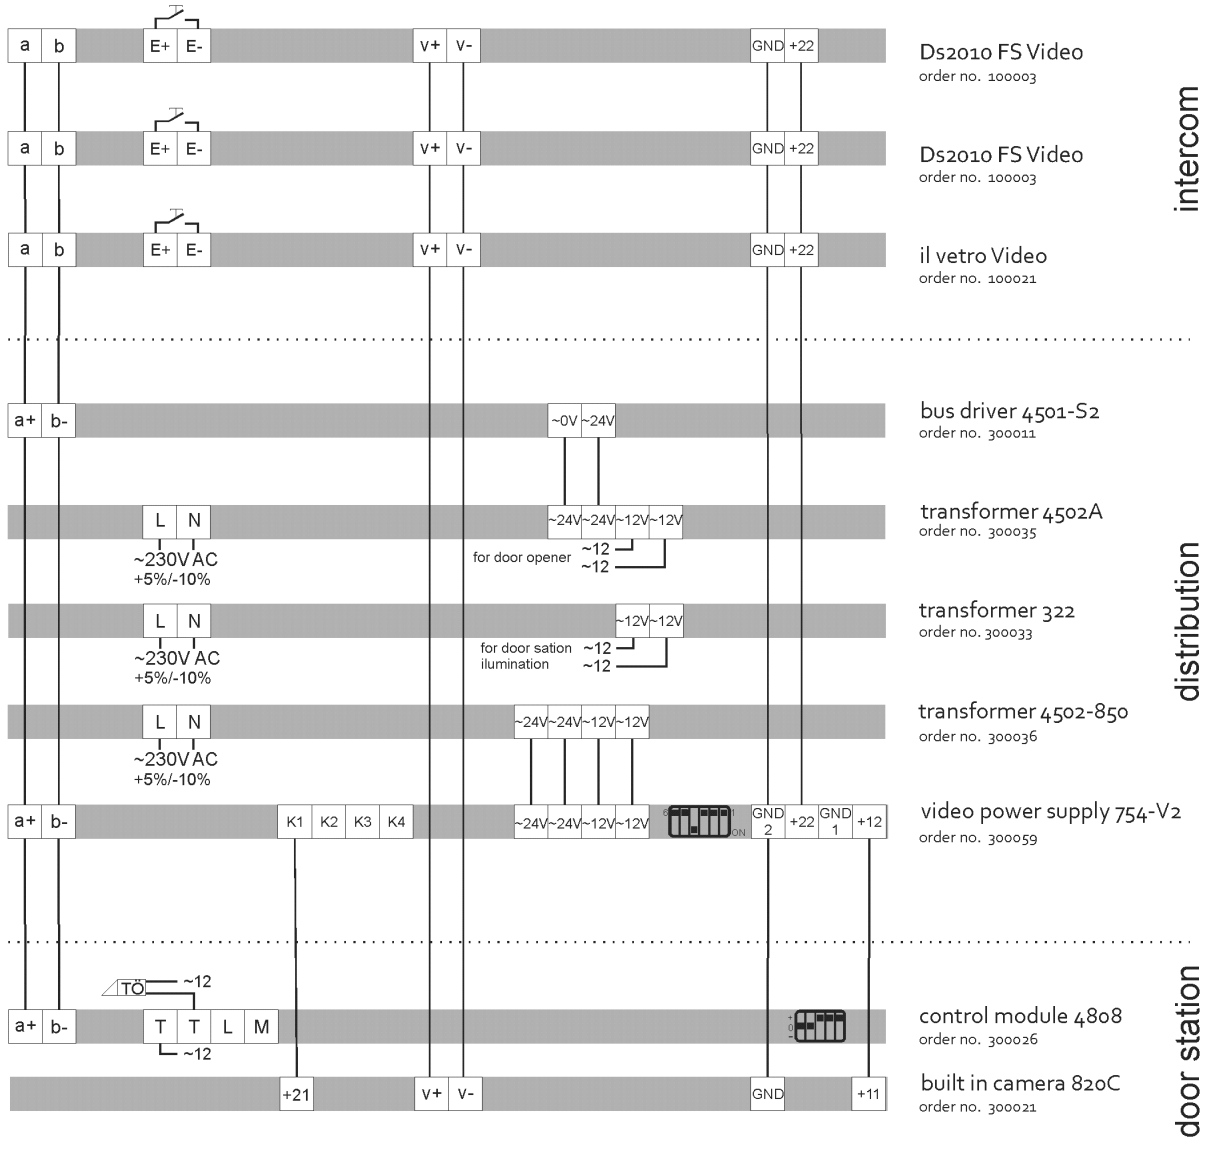 a b E+ E- v+ v- GND +22 Ds2010 FS Video
order no. 100003
a b E+ E- v+ v- GND +22 Ds2010 FS Video
order no. 100003
a b E+ E- v+ v- GND +22 il vetro Video
order no. 100021
intercom
a+ b- ~0V ~24V bus driver 4501-S2
order no. 300011
L N ~24V ~24V ~12V ~12V transformer 4502A
order no. 300035
~230V AC
+5%/-10%
for door opener ~12
~12
L N ~12V ~12V transformer 322
order no. 300033
~230V AC
+5%/-10%
for door sation ~12
ilumination ~12
L N ~24V ~24V ~12V ~12V transformer 4502-850
order no. 300036
~230V AC
+5%/-10%
a+ b- K1 K2 K3 K4 ~24V ~24V ~12V ~12V 6 1 ON GND 2 +22 GND 1 +12 video power supply 754-V2
order no. 300059
distribution
TÖ ~12
a+ b- T T L M + 0 - control module 4808
order no. 300026
~12
+21 v+ v- GND +11 built in camera 820C
order no. 300021
door station